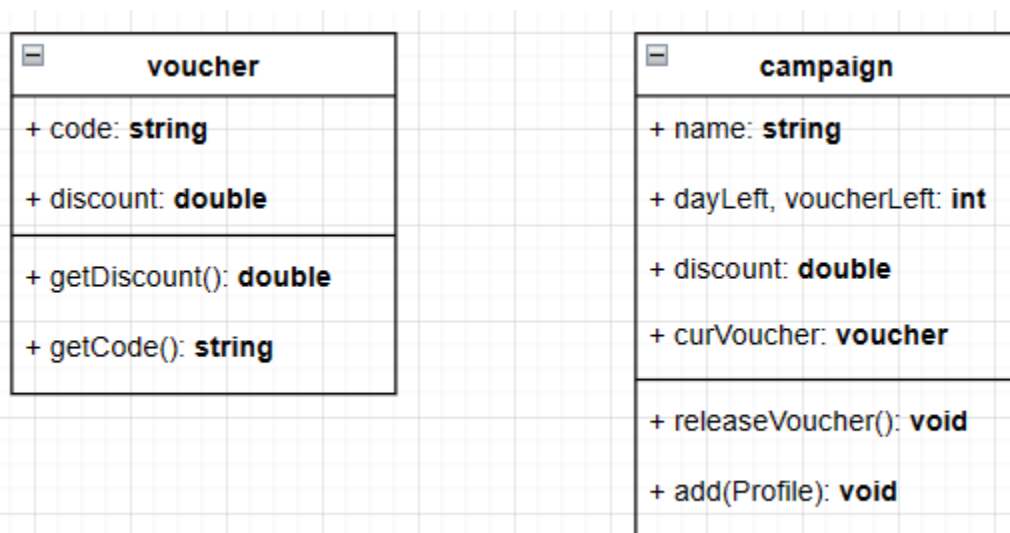 voucher
+ code: string
+ discount: double
+ getDiscount(): double
+ getCode(): string
campaign
+ name: string
+ dayLeft, voucherLeft: int
+ discount: double
+ curVoucher: voucher
+ releaseVoucher(): void
+ add(Profile): void